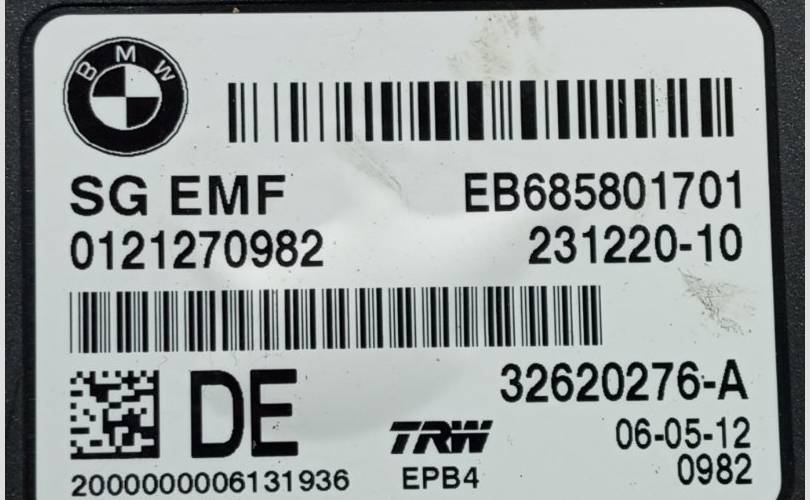 BMW
SG EMF EB685801701
0121270982 231220-10
DE 32620276-A
TRW 06-05-12
2000000006131936 EPB4 0982